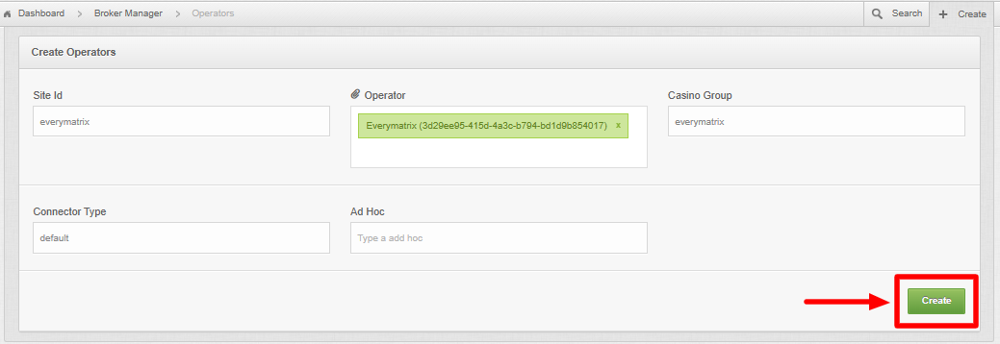 Dashboard > Broker Manager > Operators Search + Create
Create Operators
Site Id Operator Casino Group
everymatrix Everymatrix (3d29ee95-415d-4a3c-b794-bd1d9b854017) x everymatrix
Connector Type Ad Hoc
default Type a add hoc
Create